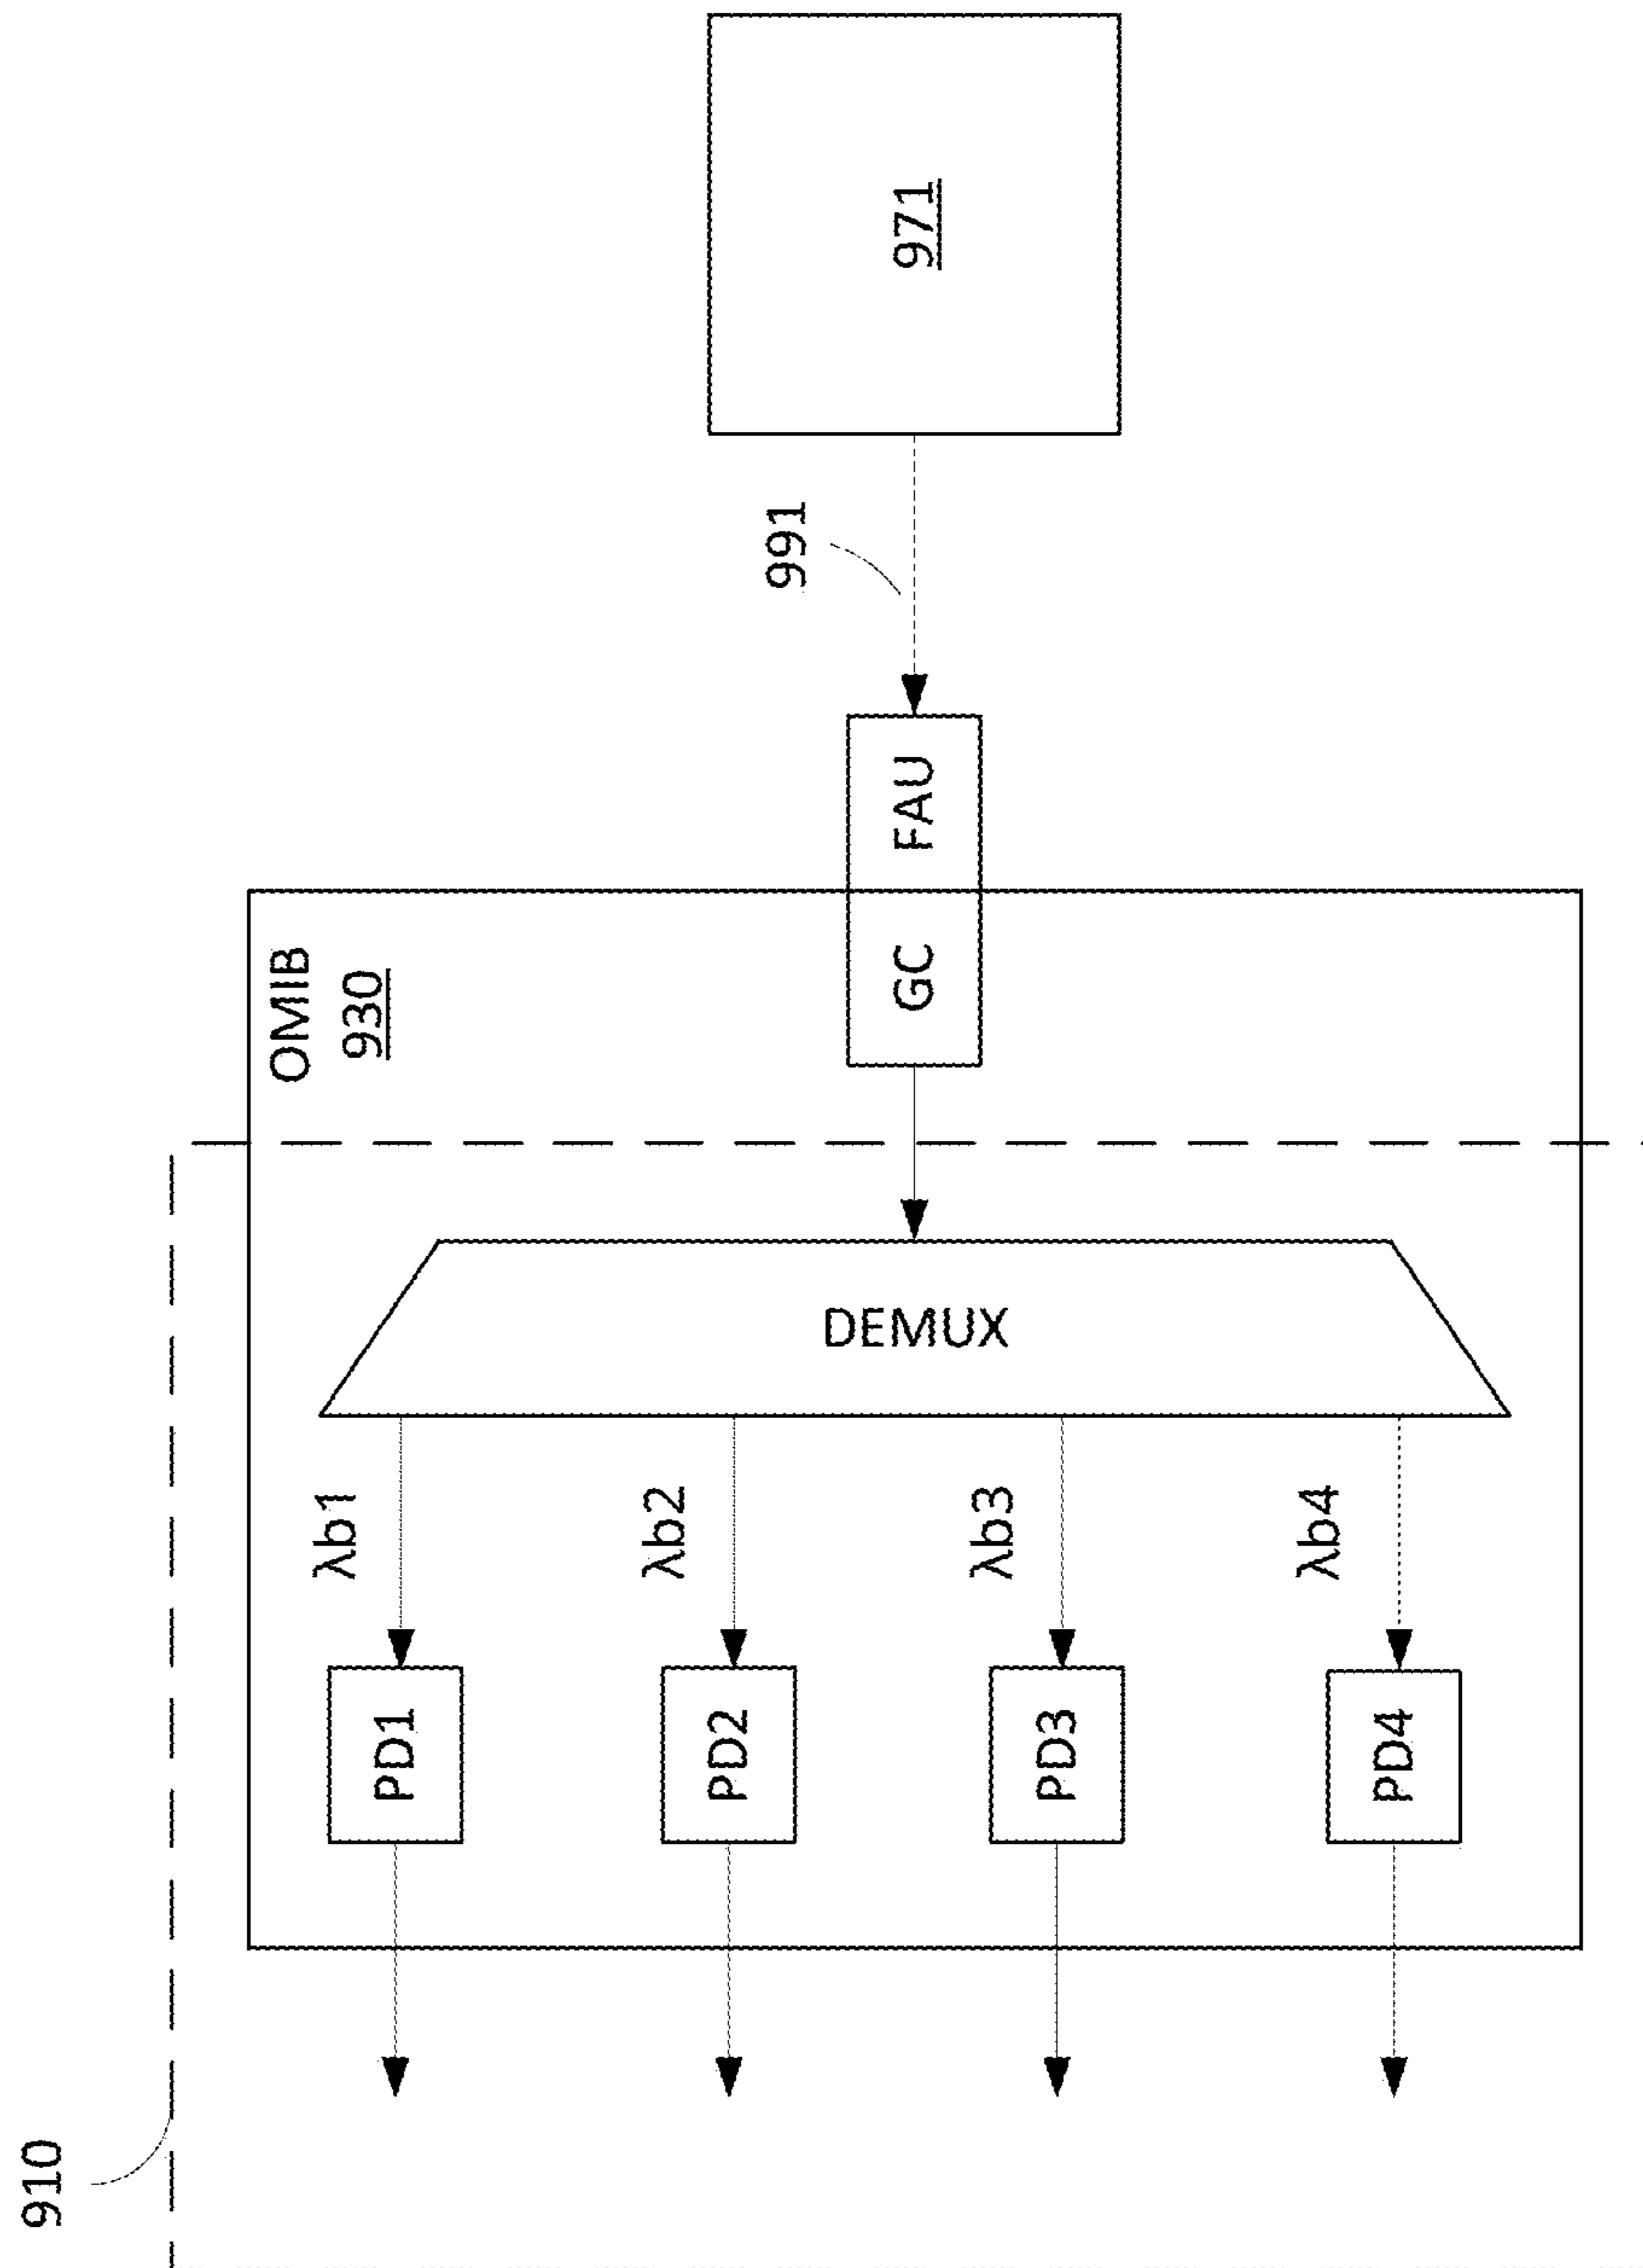 910
OMIB
930
PD1
λb1
PD2
λb2
DEMUX
GC
FAU
991
971
PD3
λb3
PD4
λb4